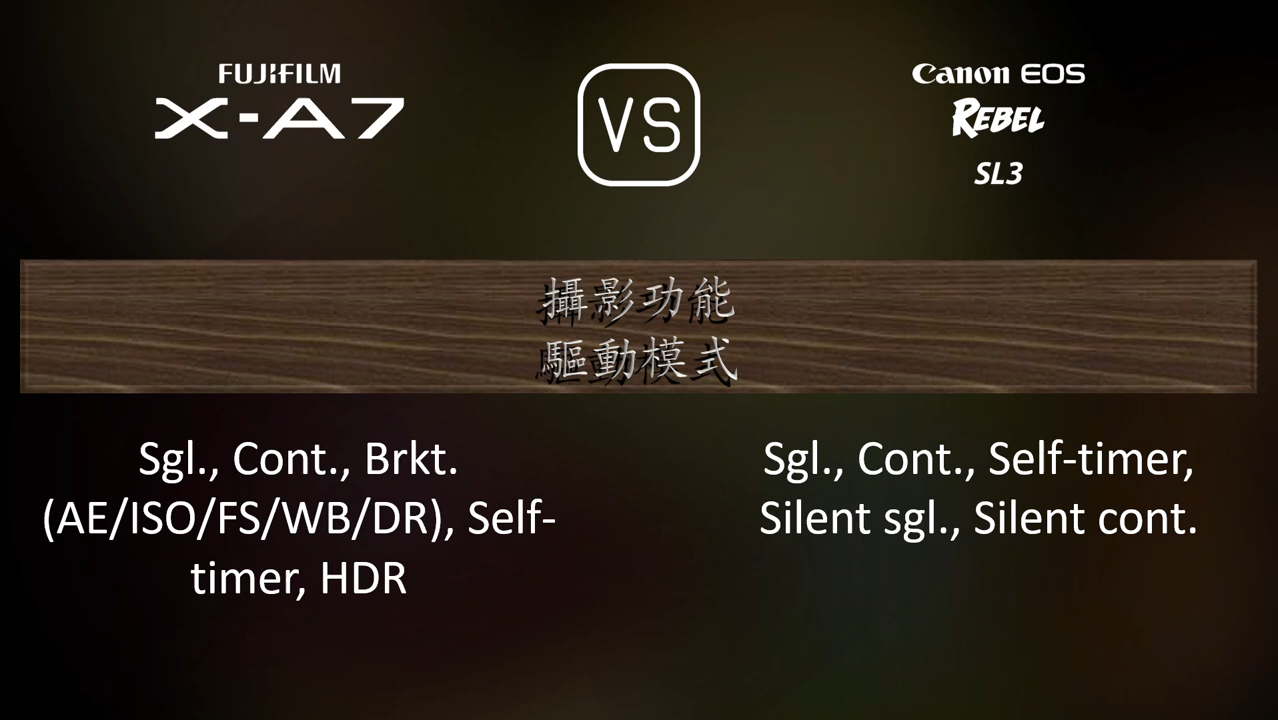 FUJIFILM
X-A7
VS
Canon EOS
REBEL
SL3
攝影功能
驅動模式
Sgl., Cont., Brkt.
(AE/ISO/FS/WB/DR), Self-
timer, HDR
Sgl., Cont., Self-timer,
Silent sgl., Silent cont.